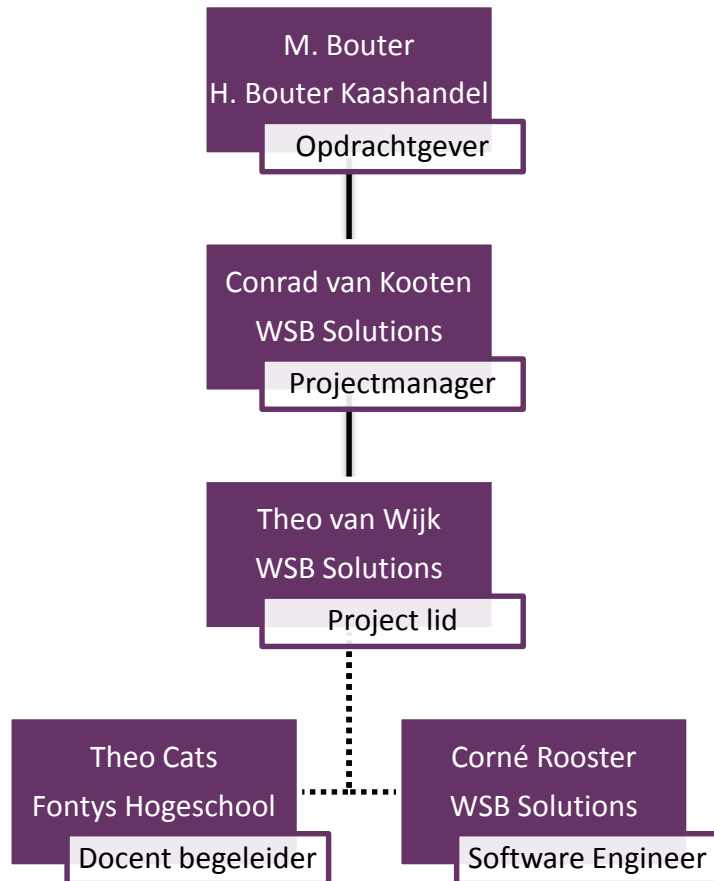 M. Bouter
H. Bouter Kaashandel
Opdrachtgever
Conrad van Kooten
WSB Solutions
Projectmanager
Theo van Wijk
WSB Solutions
Project lid
Theo Cats
Fontys Hogeschool
Docent begeleider
Corné Rooster
WSB Solutions
Software Engineer